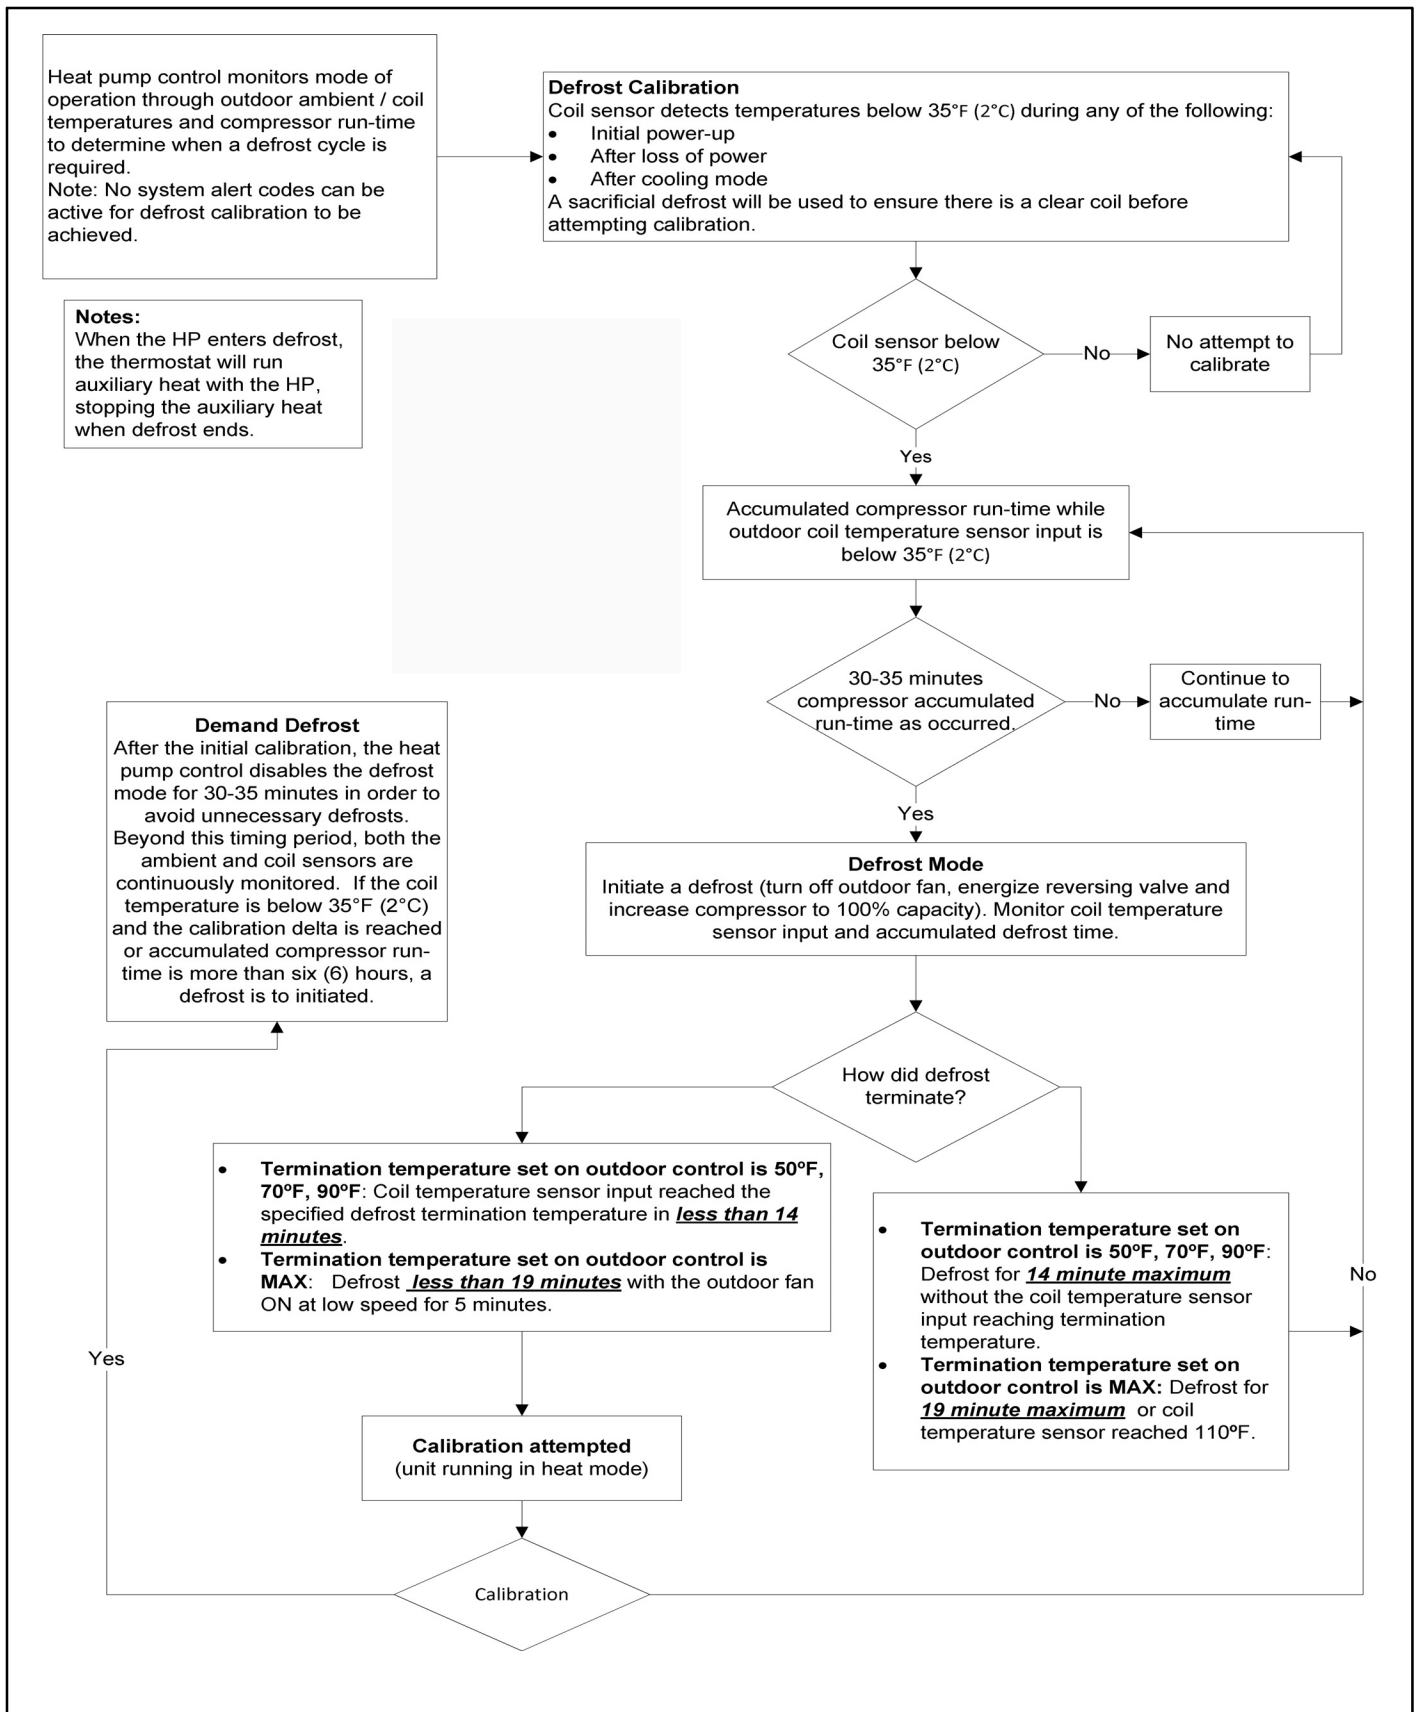 Heat pump control monitors mode of
operation through outdoor ambient / coil
temperatures and compressor run-time
to determine when a defrost cycle is
required.
Note: No system alert codes can be
active for defrost calibration to be
achieved.
Defrost Calibration
Coil sensor detects temperatures below 35°F (2°C) during any of the following:
• Initial power-up
• After loss of power
• After cooling mode
A sacrificial defrost will be used to ensure there is a clear coil before
attempting calibration.
Notes:
When the HP enters defrost,
the thermostat will run
auxiliary heat with the HP,
stopping the auxiliary heat
when defrost ends.
Coil sensor below
35°F (2°C)
No
No attempt to
calibrate
Yes
Accumulated compressor run-time while
outdoor coil temperature sensor input is
below 35°F (2°C)
30-35 minutes
compressor accumulated
run-time as occurred.
No
Continue to
accumulate run-
time
Yes
Defrost Mode
Initiate a defrost (turn off outdoor fan, energize reversing valve and
increase compressor to 100% capacity). Monitor coil temperature
sensor input and accumulated defrost time.
Demand Defrost
After the initial calibration, the heat
pump control disables the defrost
mode for 30-35 minutes in order to
avoid unnecessary defrosts.
Beyond this timing period, both the
ambient and coil sensors are
continuously monitored. If the coil
temperature is below 35°F (2°C)
and the calibration delta is reached
or accumulated compressor run-
time is more than six (6) hours, a
defrost is to initiated.
How did defrost
terminate?
• Termination temperature set on outdoor control is 50ºF,
70ºF, 90ºF: Coil temperature sensor input reached the
specified defrost termination temperature in less than 14
minutes.
• Termination temperature set on outdoor control is
MAX: Defrost less than 19 minutes with the outdoor fan
ON at low speed for 5 minutes.
• Termination temperature set on
outdoor control is 50ºF, 70ºF, 90ºF:
Defrost for 14 minute maximum
without the coil temperature sensor
input reaching termination
temperature.
• Termination temperature set on
outdoor control is MAX: Defrost for
19 minute maximum or coil
temperature sensor reached 110ºF.
No
Yes
Calibration attempted
(unit running in heat mode)
Calibration